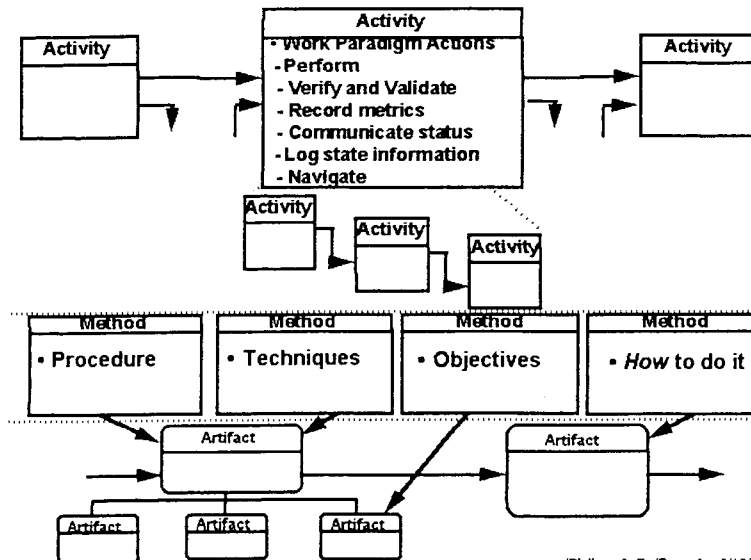 Activity
Activity
Activity
• Work Paradigm Actions
- Perform
- Verify and Validate
- Record metrics
- Communicate status
- Log state information
- Navigate
Activity
Activity
Activity
Method
Method
Method
Method
• Procedure
• Techniques
• Objectives
• How to do it
Artifact
Artifact
Artifact
Artifact
Artifact